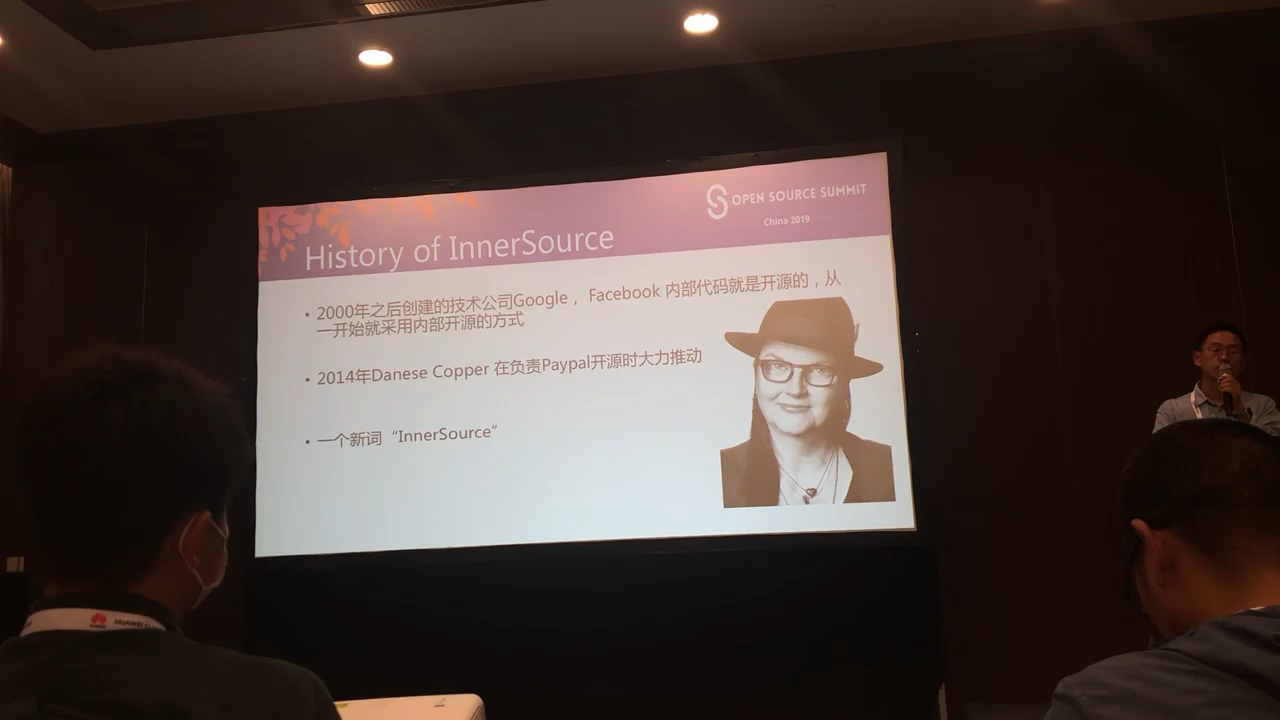 OPEN SOURCE SUMMIT
China 2019
History of InnerSource
• 2000年之后创建的技术公司Google， Facebook 内部代码就是开源的，从
一开始就采用内部开源的方式
• 2014年Danese Copper 在负责Paypal开源时大力推动
• 一个新词“InnerSource”
HUAWEI